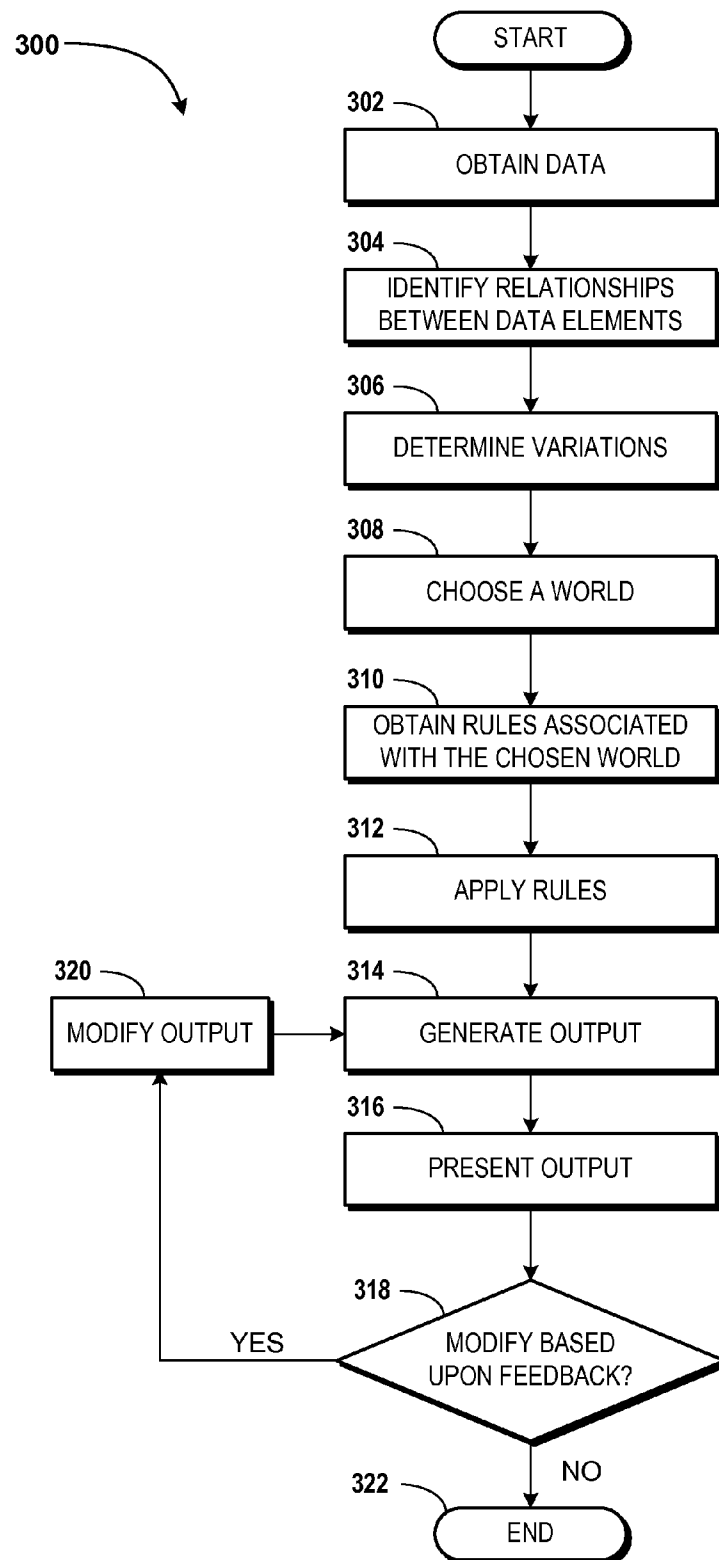 300
START
302
OBTAIN DATA
304
IDENTIFY RELATIONSHIPS
BETWEEN DATA ELEMENTS
306
DETERMINE VARIATIONS
308
CHOOSE A WORLD
310
OBTAIN RULES ASSOCIATED
WITH THE CHOSEN WORLD
312
APPLY RULES
320
MODIFY OUTPUT
314
GENERATE OUTPUT
316
PRESENT OUTPUT
318
YES
MODIFY BASED
UPON FEEDBACK?
NO
322
END